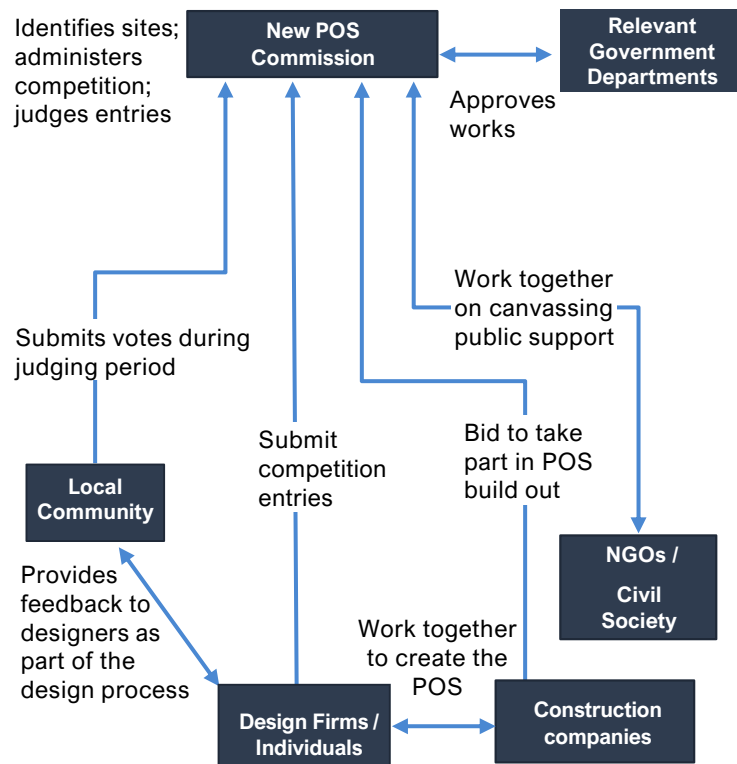 Identifies sites;
administers
competition;
judges entries
New POS
Commission
Relevant
Government
Departments
Approves
works
Work together
on canvassing
public support
Submits votes during
judging period
Submit
competition
entries
Bid to take
part in POS
build out
Local
Community
NGOs /
Civil
Society
Provides
feedback to
designers as
part of the
design process
Work together
to create the
POS
Design Firms /
Individuals
Construction
companies